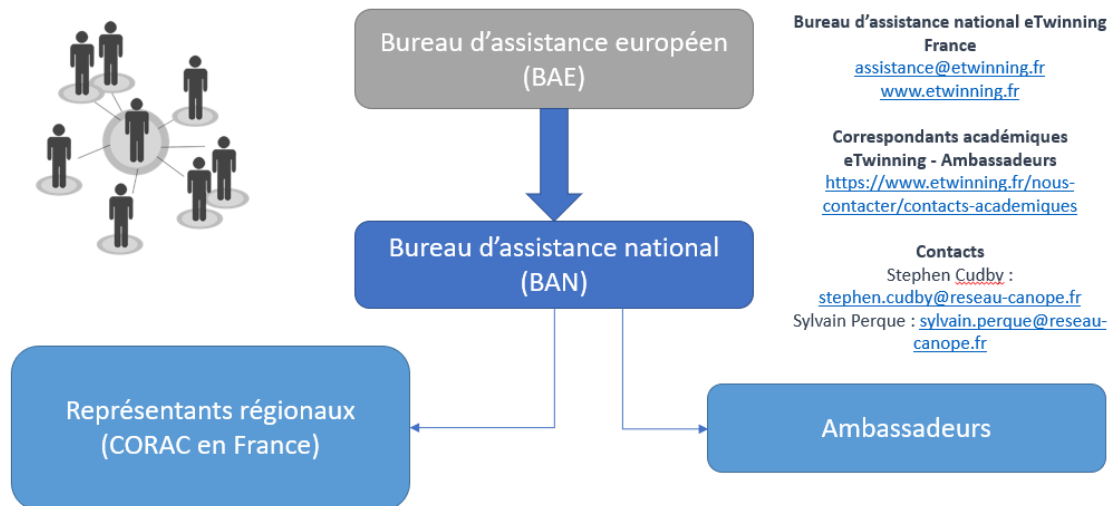 Bureau d’assistance européen
(BAE)
Bureau d’assistance national
(BAN)
Représentants régionaux
(CORAC en France)
Ambassadeurs
Bureau d’assistance national eTwinning
France
assistance@etwinning.fr
www.etwinning.fr
Correspondants académiques
eTwinning - Ambassadeurs
https://www.etwinning.fr/nous-
contacter/contacts-academiques
Contacts
Stephen Cudby :
stephen.cudby@reseau-canope.fr
Sylvain Perque : sylvain.perque@reseau-
canope.fr